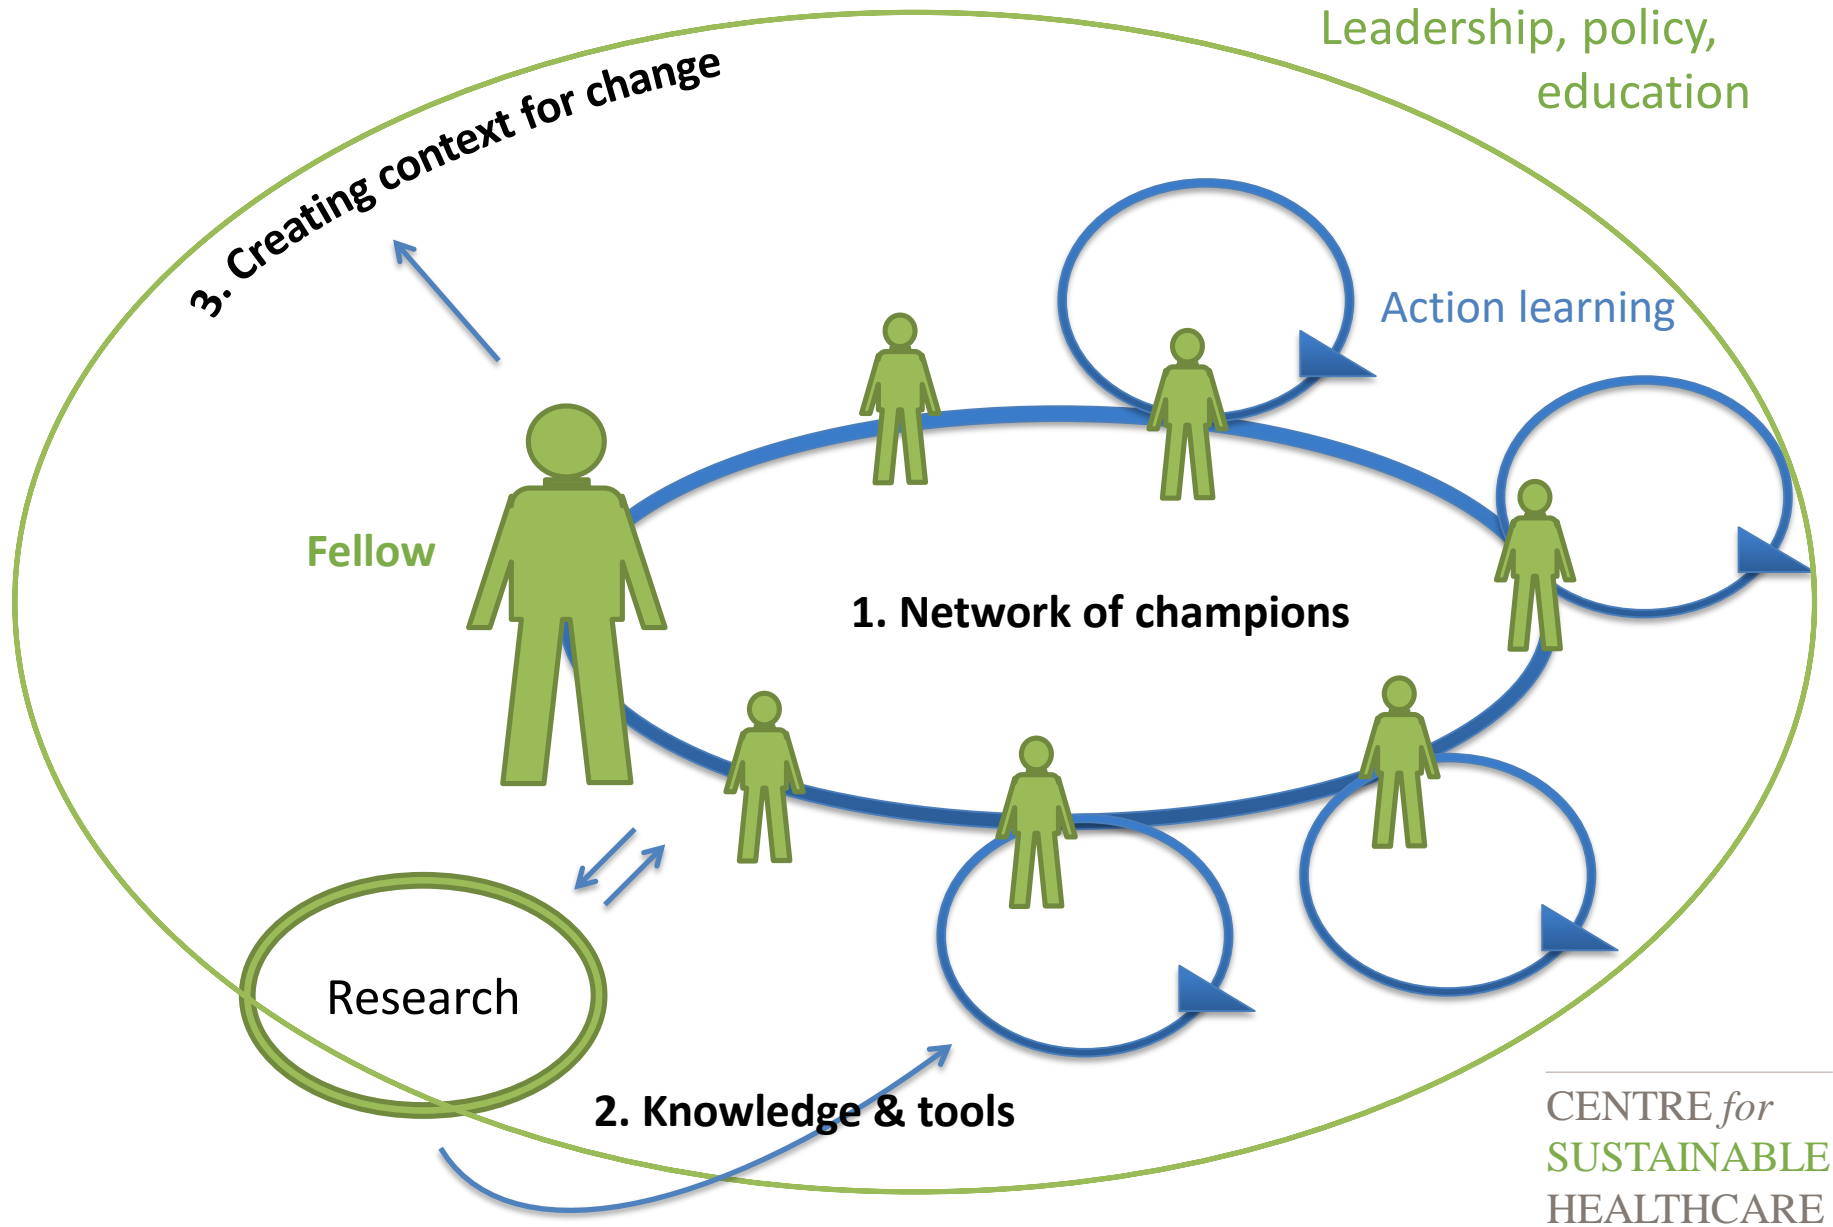 Leadership, policy,
education
3. Creating context for change
Action learning
Fellow
1. Network of champions
Research
2. Knowledge & tools
CENTRE for
SUSTAINABLE
HEALTHCARE